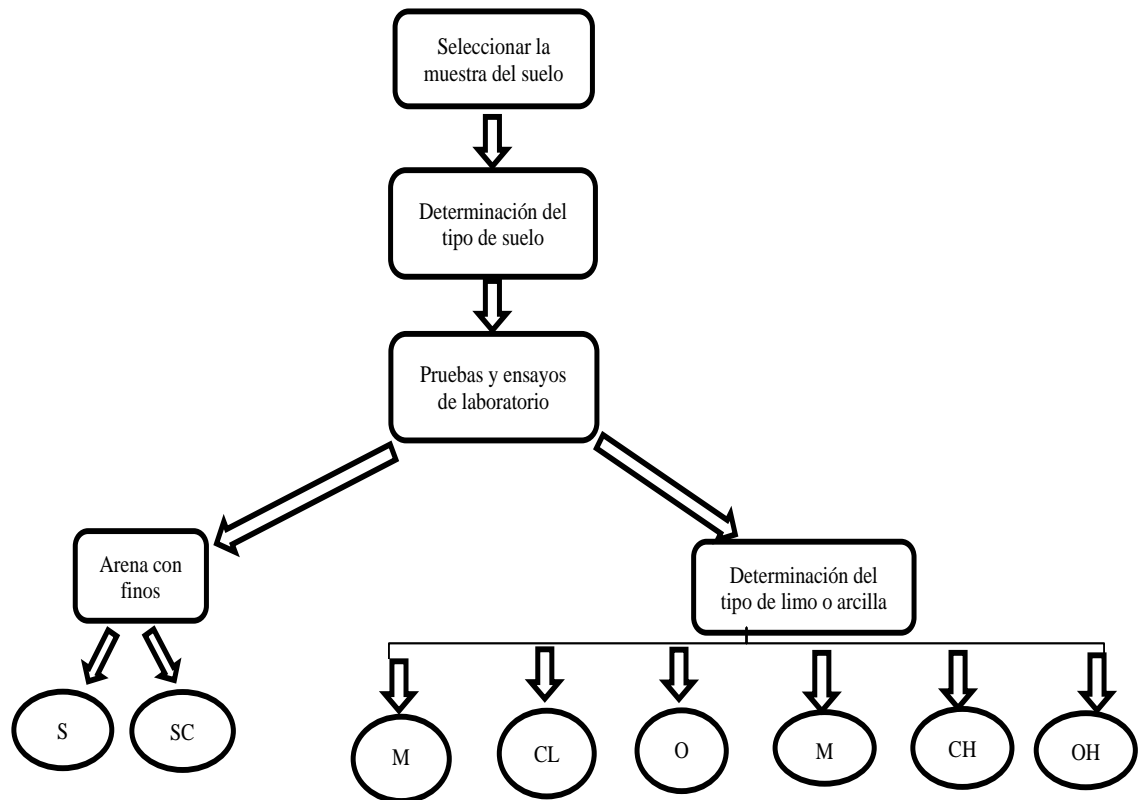 Seleccionar la
muestra del suelo
Determinación del
tipo de suelo
Pruebas y ensayos
de laboratorio
Arena con
finos
Determinación del
tipo de limo o arcilla
S
SC
M
CL
O
M
CH
OH